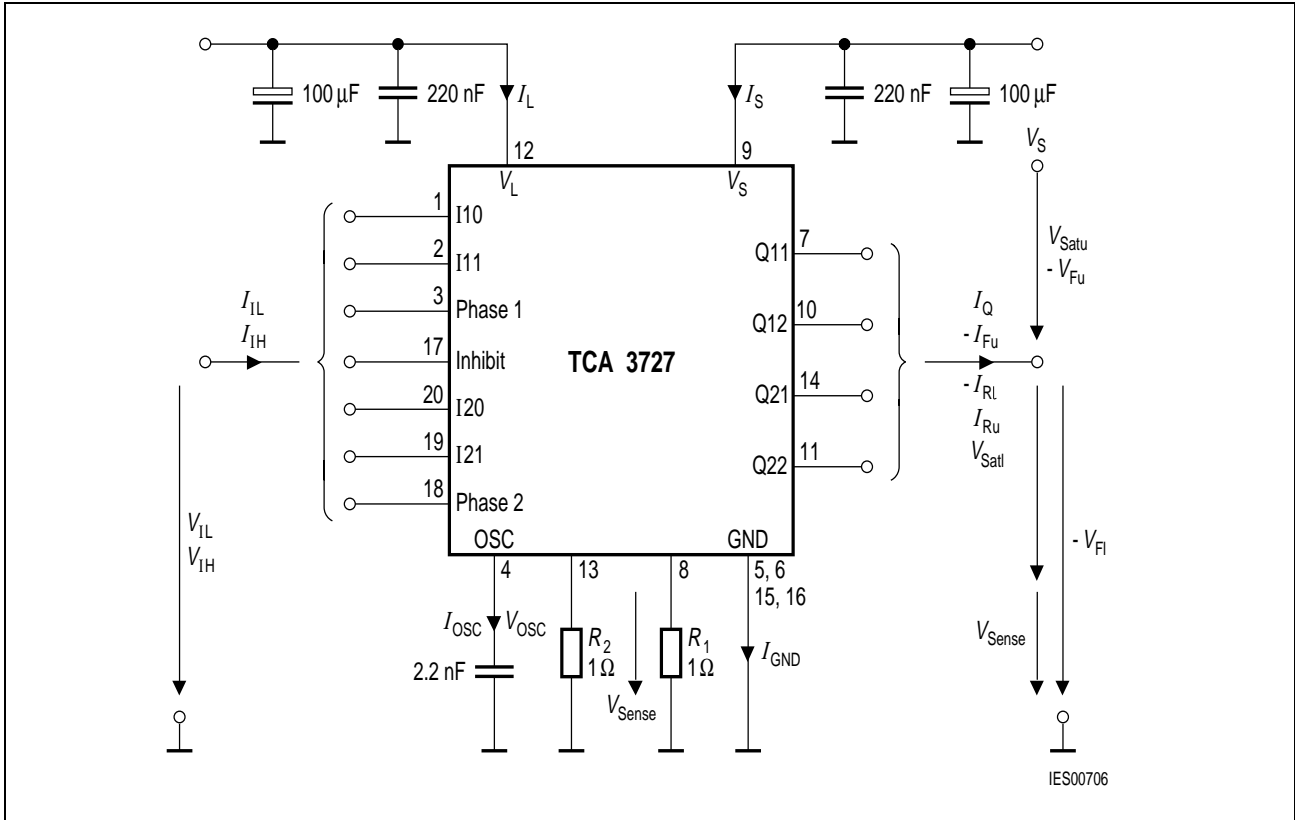 100 µF
220 nF
I_L
I_S
220 nF
100 µF
V_S
12
9
V_L
V_S
1
I10
2
I11
3
Phase 1
17
Inhibit
20
I20
19
I21
18
Phase 2
TCA 3727
7
Q11
10
Q12
14
Q21
11
Q22
I_IL
I_IH
V_IL
V_IH
V_Satu
- V_Fu
I_Q
- I_Fu
- I_Rl
I_Ru
V_Satl
- V_Fl
V_Sense
OSC
GND
4
13
8
5, 6
15, 16
I_OSC
V_OSC
2.2 nF
R_2
1 Ω
V_Sense
R_1
1 Ω
I_GND
IES00706